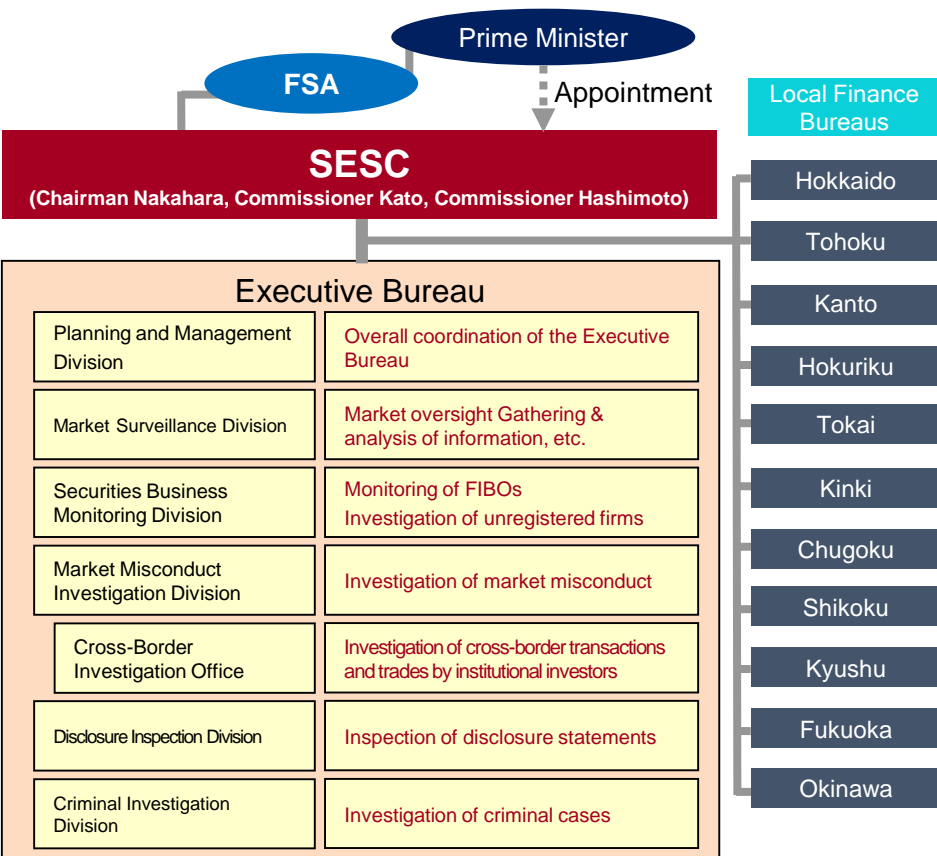 Prime Minister
FSA
Appointment
SESC
(Chairman Nakahara, Commissioner Kato, Commissioner Hashimoto)
Executive Bureau
Planning and Management
Division
Overall coordination of the Executive
Bureau
Market Surveillance Division
Market oversight Gathering &
analysis of information, etc.
Securities Business
Monitoring Division
Monitoring of FIBOs
Investigation of unregistered firms
Market Misconduct
Investigation Division
Investigation of market misconduct
Cross-Border
Investigation Office
Investigation of cross-border transactions
and trades by institutional investors
Disclosure Inspection Division
Inspection of disclosure statements
Criminal Investigation
Division
Investigation of criminal cases
Local Finance
Bureaus
Hokkaido
Tohoku
Kanto
Hokuriku
Tokai
Kinki
Chugoku
Shikoku
Kyushu
Fukuoka
Okinawa